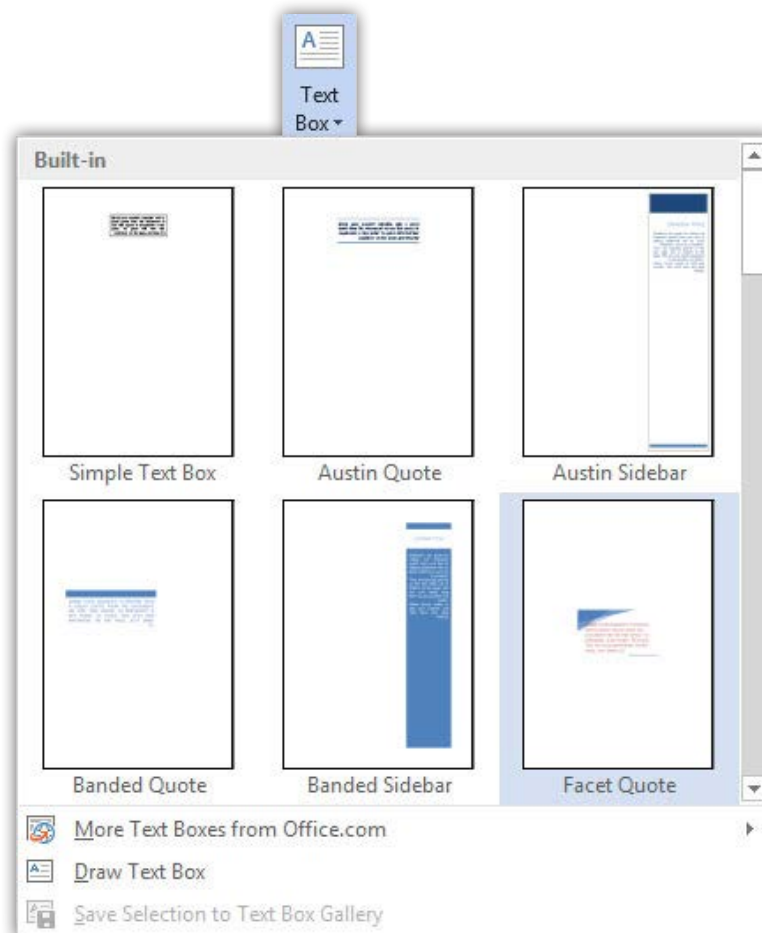 Text
Box
Built-in
Simple Text Box
Austin Quote
Austin Sidebar
Banded Quote
Banded Sidebar
Facet Quote
More Text Boxes from Office.com
Draw Text Box
Save Selection to Text Box Gallery